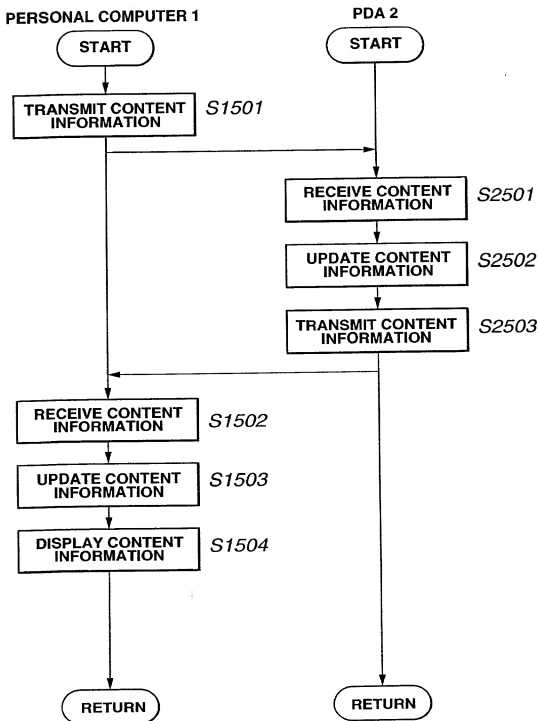 PERSONAL COMPUTER 1
PDA 2
START
START
TRANSMIT CONTENT
INFORMATION
S1501
RECEIVE CONTENT
INFORMATION
S2501
UPDATE CONTENT
INFORMATION
S2502
TRANSMIT CONTENT
INFORMATION
S2503
RECEIVE CONTENT
INFORMATION
S1502
UPDATE CONTENT
INFORMATION
S1503
DISPLAY CONTENT
INFORMATION
S1504
RETURN
RETURN